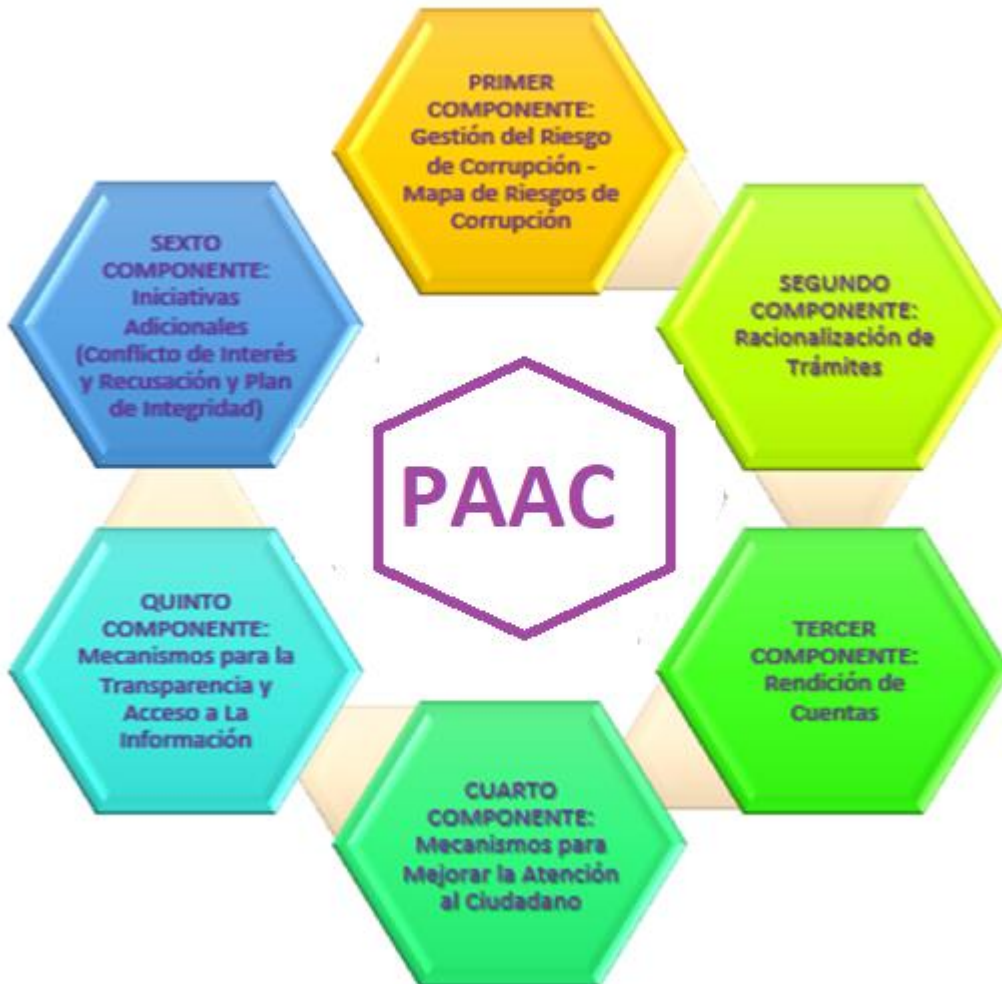 PRIMER
COMPONENTE:
Gestión del Riesgo
de Corrupción -
Mapa de Riesgos de
Corrupción
SEGUNDO
COMPONENTE:
Racionalización de
Trámites
TERCER
COMPONENTE:
Rendición de
Cuentas
CUARTO
COMPONENTE:
Mecanismos para
Mejorar la Atención
al Ciudadano
QUINTO
COMPONENTE:
Mecanismos para la
Transparencia y
Acceso a La
Información
SEXTO
COMPONENTE:
Iniciativas
Adicionales
(Conflicto de Interés
y Recusación y Plan
de Integridad)
PAAC